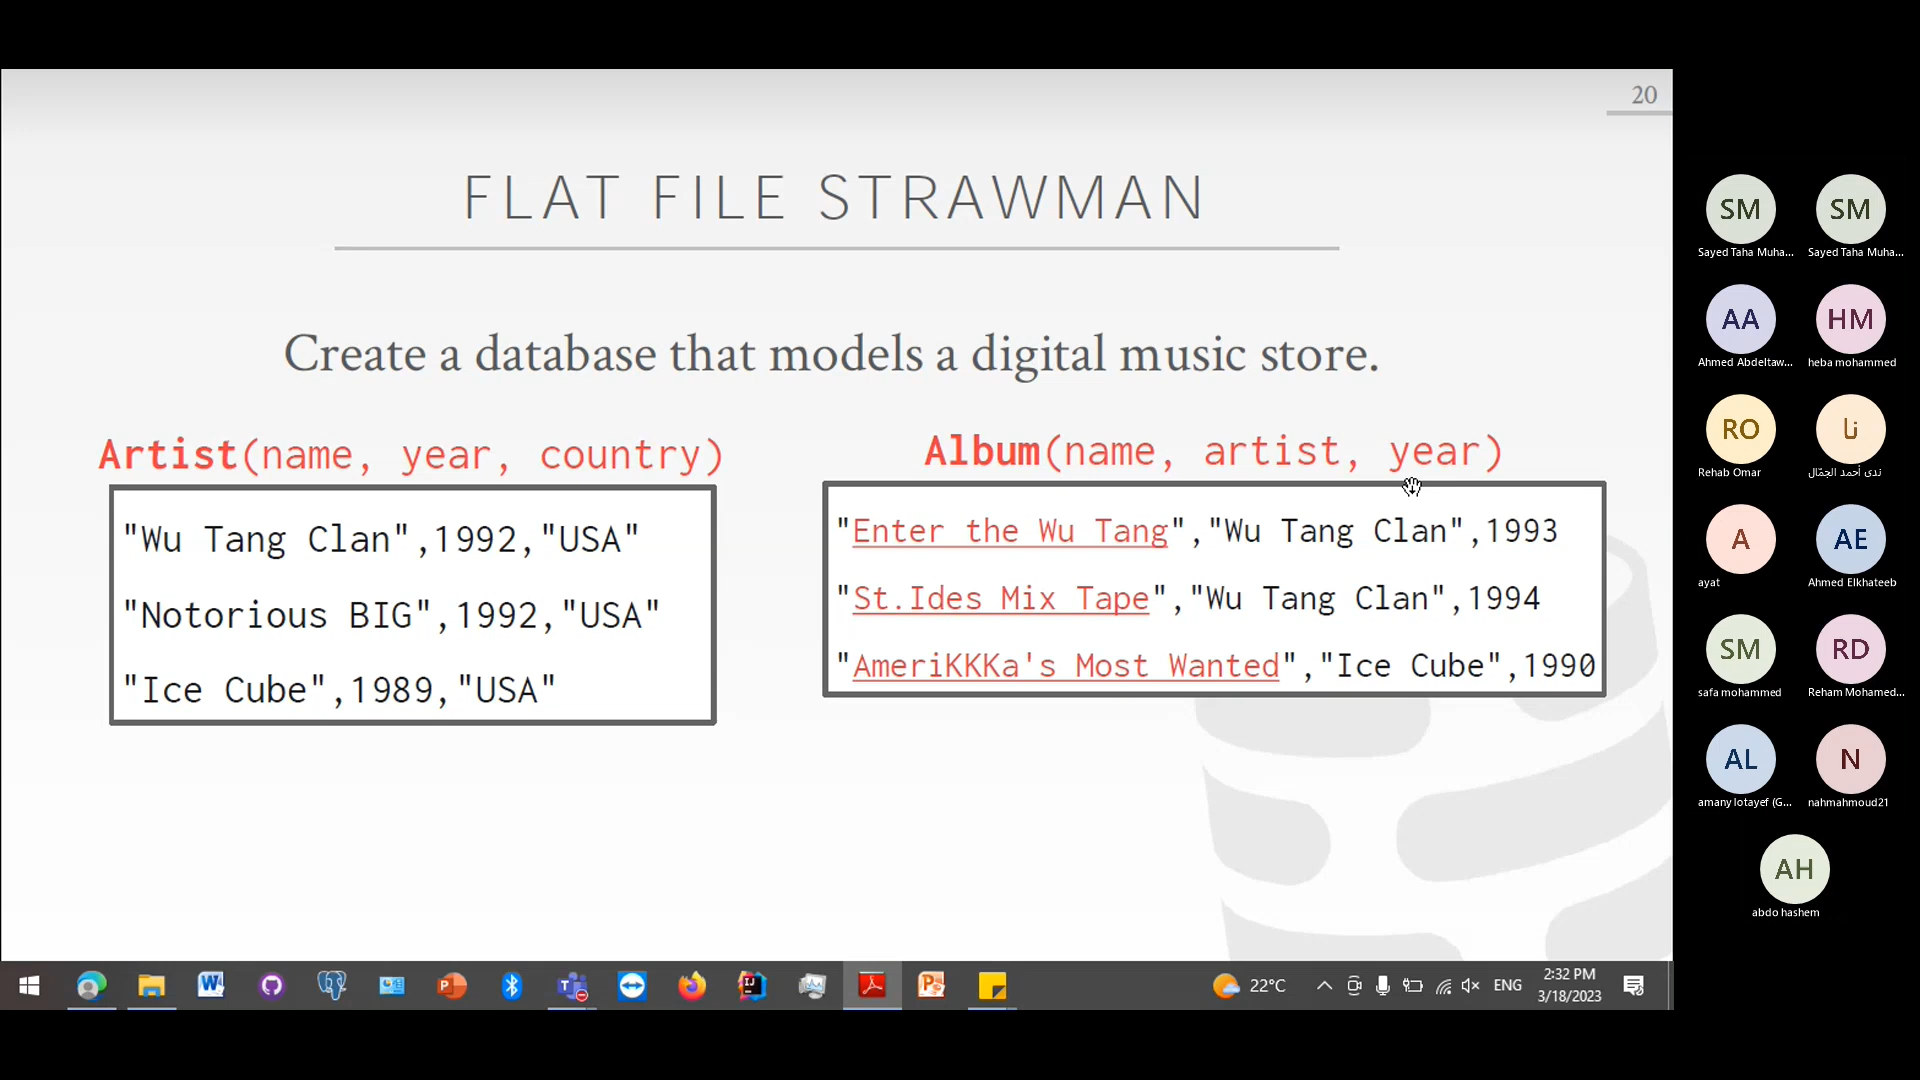 20
FLAT FILE STRAWMAN
Create a database that models a digital music store.
Artist(name, year, country)
"Wu Tang Clan",1992,"USA"
"Notorious BIG",1992,"USA"
"Ice Cube",1989,"USA"
Album(name, artist, year)
"Enter the Wu Tang","Wu Tang Clan",1993
"St.Ides Mix Tape","Wu Tang Clan",1994
"AmeriKKKa's Most Wanted","Ice Cube",1990
SM
SM
Sayed Taha Muha...
Sayed Taha Muha...
AA
HM
Ahmed Abdeltaw...
heba mohammed
RO
نا
Rehab Omar
ندى أحمد الجمّال
A
AE
ayat
Ahmed Elkhateeb
SM
RD
safa mohammed
Reham Mohamed...
AL
N
amany lotayef (G...
nahmahmoud21
AH
abdo hashem
22°C
ENG
2:32 PM
3/18/2023